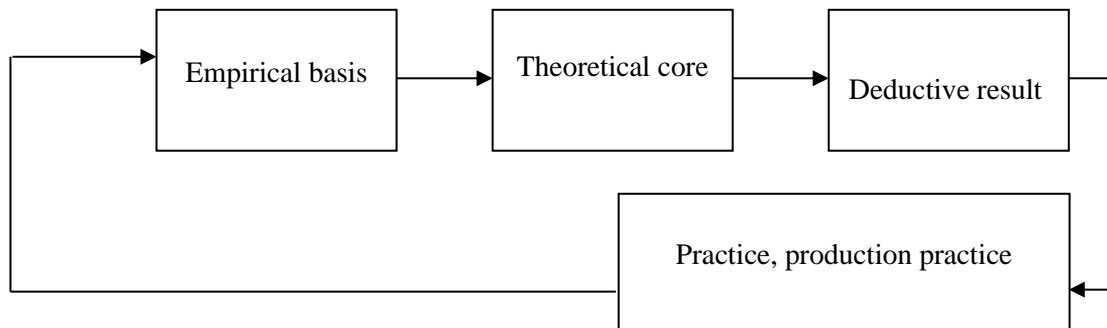 Empirical basis
Theoretical core
Deductive result
Practice, production practice